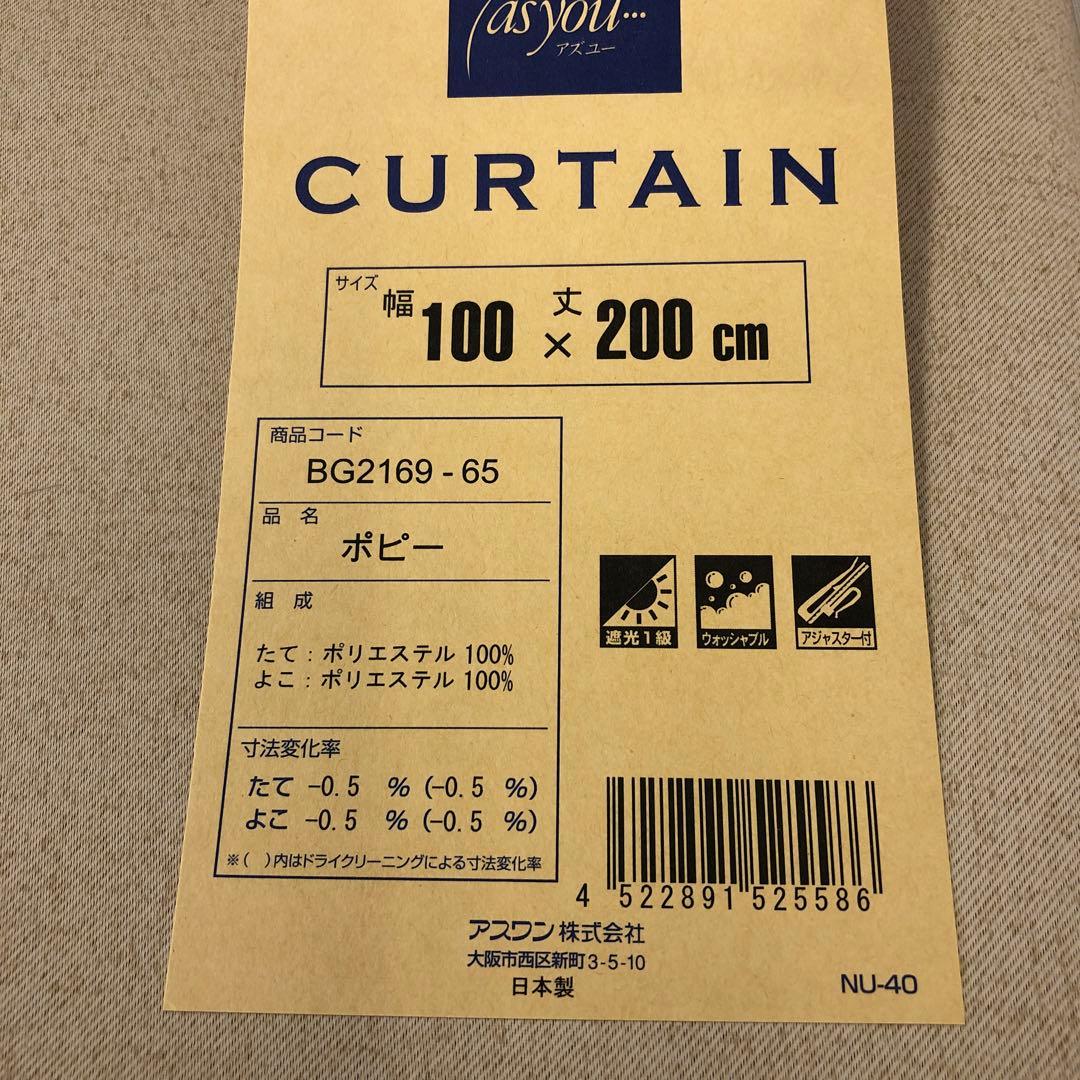 as you...
アズユー
CURTAIN
サイズ
幅 100 × 丈 200 cm
商品コード
BG2169 - 65
品 名
ポピー
組 成
たて：ポリエステル 100%
よこ：ポリエステル 100%
寸法変化率
たて -0.5 % (-0.5 %)
よこ -0.5 % (-0.5 %)
※( )内はドライクリーニングによる寸法変化率
遮光1級
ウォッシャブル
アジャスター付
4 522891 525586
アスワン株式会社
大阪市西区新町3-5-10
日本製
NU-40